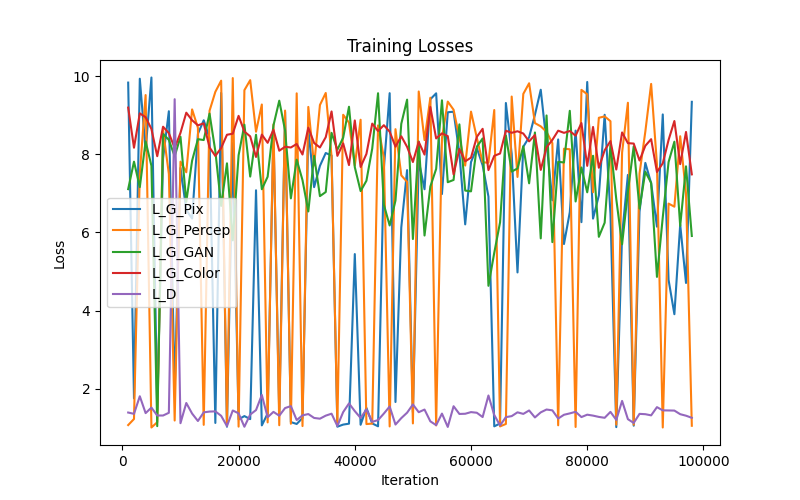 Training Losses
Loss
10
8
6
4
2
L_G_Pix
L_G_Percep
L_G_GAN
L_G_Color
L_D
0
20000
40000
60000
80000
100000
Iteration